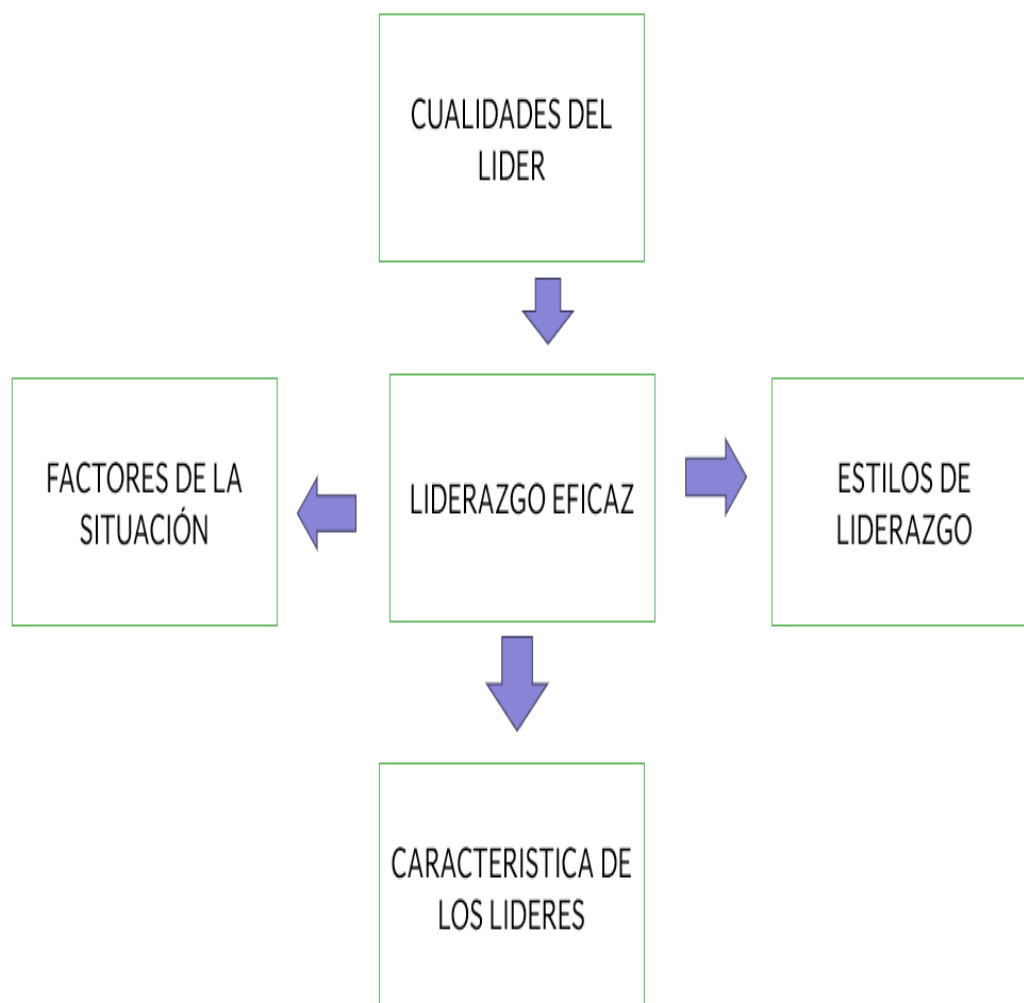 CUALIDADES DEL
LIDER
FACTORES DE LA
SITUACIÓN
LIDERAZGO EFICAZ
ESTILOS DE
LIDERAZGO
CARACTERISTICA DE
LOS LIDERES